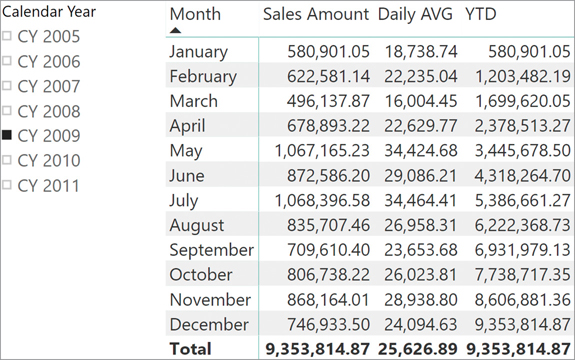 Calendar Year
CY 2005
CY 2006
CY 2007
CY 2008
CY 2009
CY 2010
CY 2011
Month Sales Amount Daily AVG YTD
January 580,901.05 18,738.74 580,901.05
February 622,581.14 22,235.04 1,203,482.19
March 496,137.87 16,004.45 1,699,620.05
April 678,893.22 22,629.77 2,378,513.27
May 1,067,165.23 34,424.68 3,445,678.50
June 872,586.20 29,086.21 4,318,264.70
July 1,068,396.58 34,464.41 5,386,661.27
August 835,707.46 26,958.31 6,222,368.73
September 709,610.40 23,653.68 6,931,979.13
October 806,738.22 26,023.81 7,738,717.35
November 868,164.01 28,938.80 8,606,881.36
December 746,933.50 24,094.63 9,353,814.87
Total 9,353,814.87 25,626.89 9,353,814.87